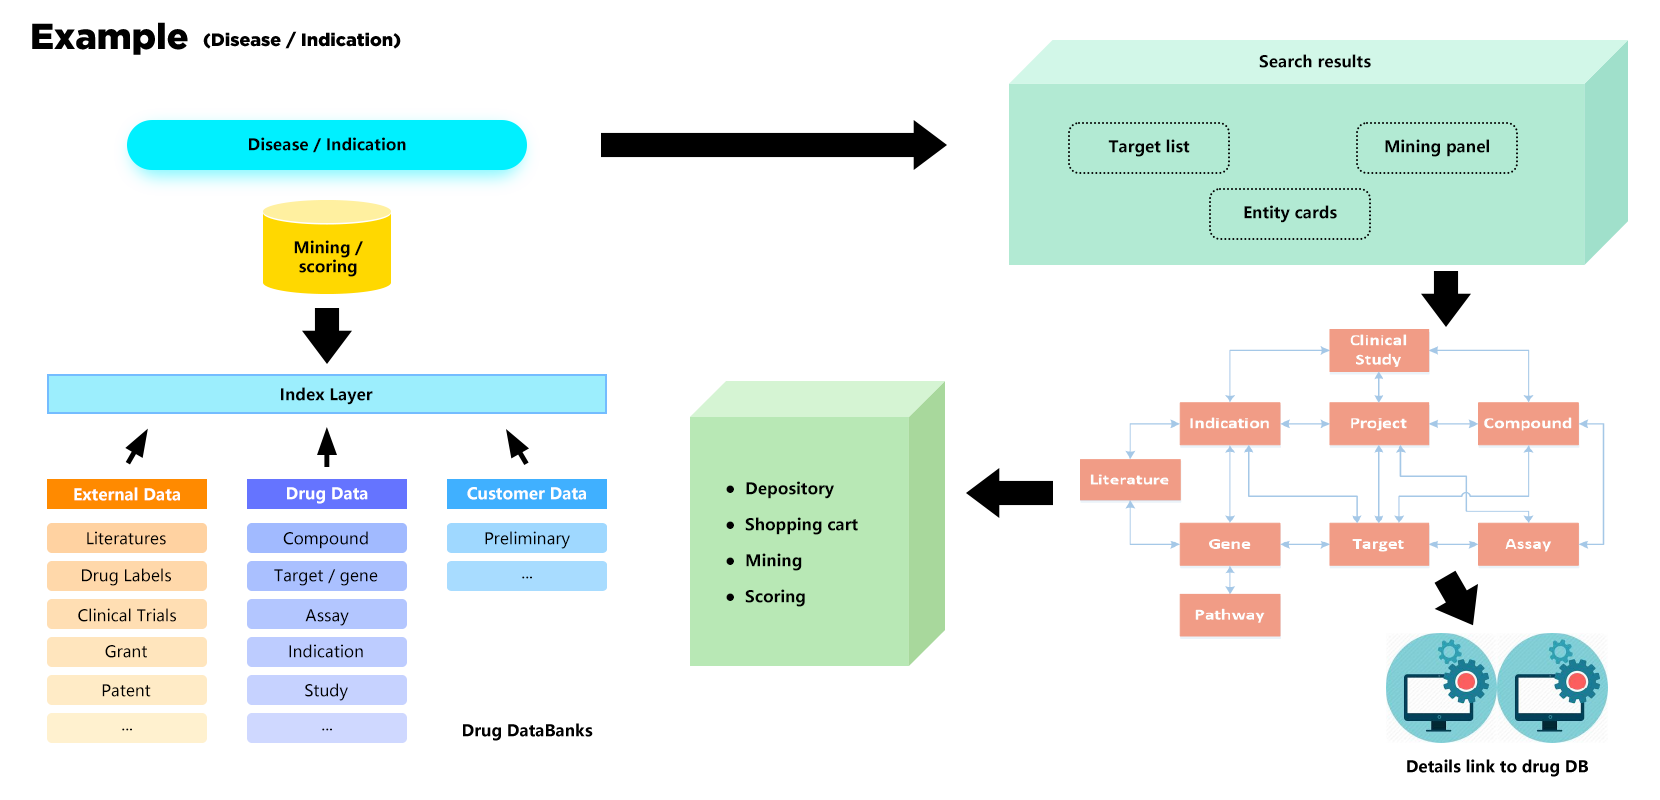 Example (Disease / Indication)
Disease / Indication
Mining /
scoring
Index Layer
External Data
Literatures
Drug Labels
Clinical Trials
Grant
Patent
...
Drug Data
Compound
Target / gene
Assay
Indication
Study
...
Customer Data
Preliminary
...
Drug DataBanks
Search results
Target list
Mining panel
Entity cards
Clinical
Study
Indication
Project
Compound
Literature
Gene
Target
Assay
Pathway
● Depository
● Shopping cart
● Mining
● Scoring
Details link to drug DB